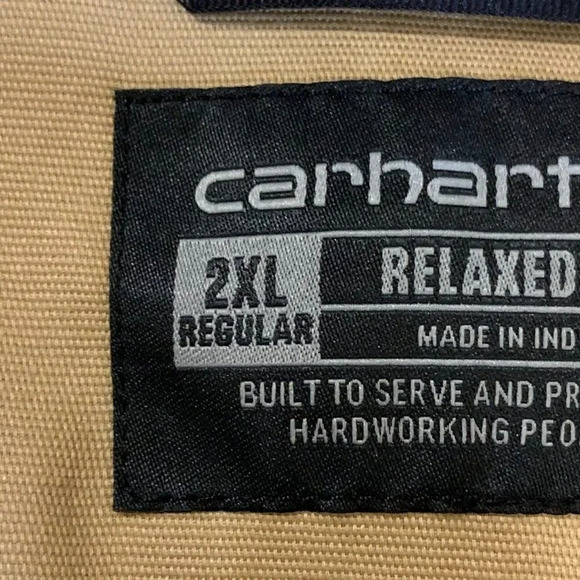 carhart
2XL
REGULAR
RELAXED
MADE IN IND
BUILT TO SERVE AND PR
HARDWORKING PEO